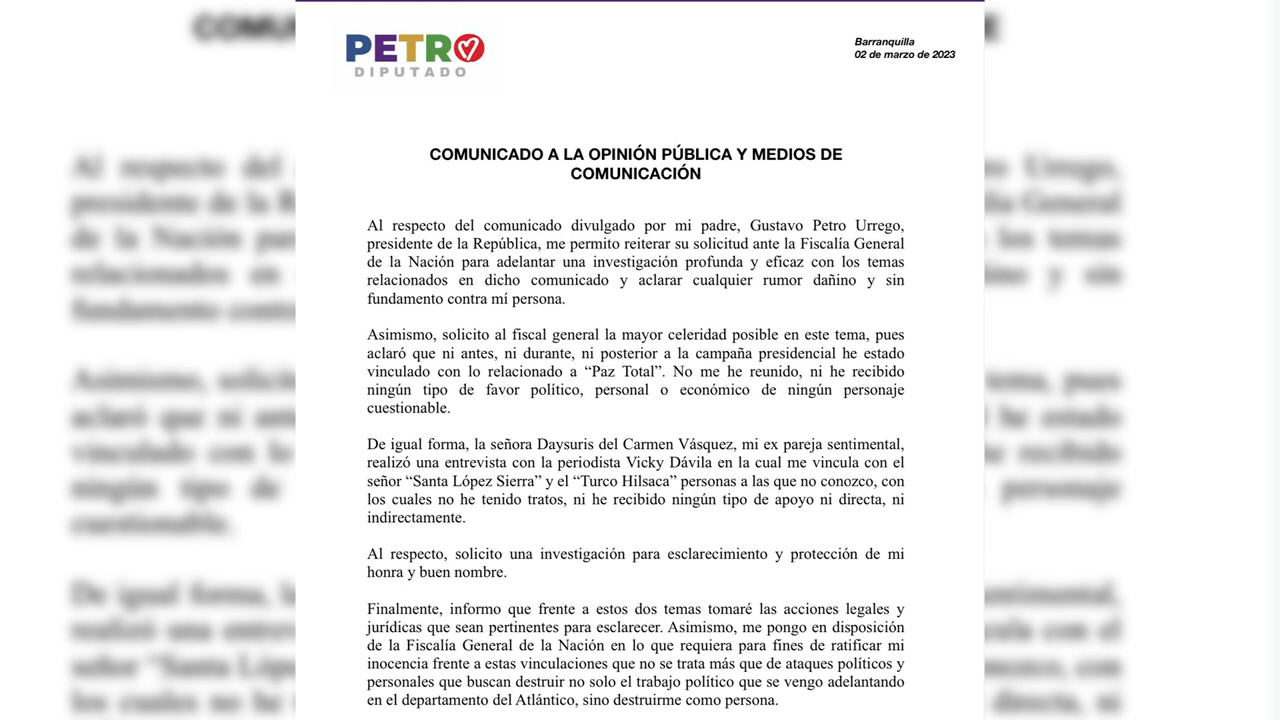 PETRO
DIPUTADO
Barranquilla
02 de marzo de 2023
COMUNICADO A LA OPINIÓN PÚBLICA Y MEDIOS DE
COMUNICACIÓN
Al respecto del comunicado divulgado por mi padre, Gustavo Petro Urrego,
presidente de la República, me permito reiterar su solicitud ante la Fiscalía General
de la Nación para adelantar una investigación profunda y eficaz con los temas
relacionados en dicho comunicado y aclarar cualquier rumor dañino y sin
fundamento contra mí persona.
Asimismo, solicito al fiscal general la mayor celeridad posible en este tema, pues
aclaró que ni antes, ni durante, ni posterior a la campaña presidencial he estado
vinculado con lo relacionado a “Paz Total”. No me he reunido, ni he recibido
ningún tipo de favor político, personal o económico de ningún personaje
cuestionable.
De igual forma, la señora Daysuris del Carmen Vásquez, mi ex pareja sentimental,
realizó una entrevista con la periodista Vicky Dávila en la cual me vincula con el
señor “Santa López Sierra” y el “Turco Hilsaca” personas a las que no conozco, con
los cuales no he tenido tratos, ni he recibido ningún tipo de apoyo ni directa, ni
indirectamente.
Al respecto, solicito una investigación para esclarecimiento y protección de mi
honra y buen nombre.
Finalmente, informo que frente a estos dos temas tomaré las acciones legales y
jurídicas que sean pertinentes para esclarecer. Asimismo, me pongo en disposición
de la Fiscalía General de la Nación en lo que requiera para fines de ratificar mi
inocencia frente a estas vinculaciones que no se trata más que de ataques políticos y
personales que buscan destruir no solo el trabajo político que se vengo adelantando
en el departamento del Atlántico, sino destruirme como persona.